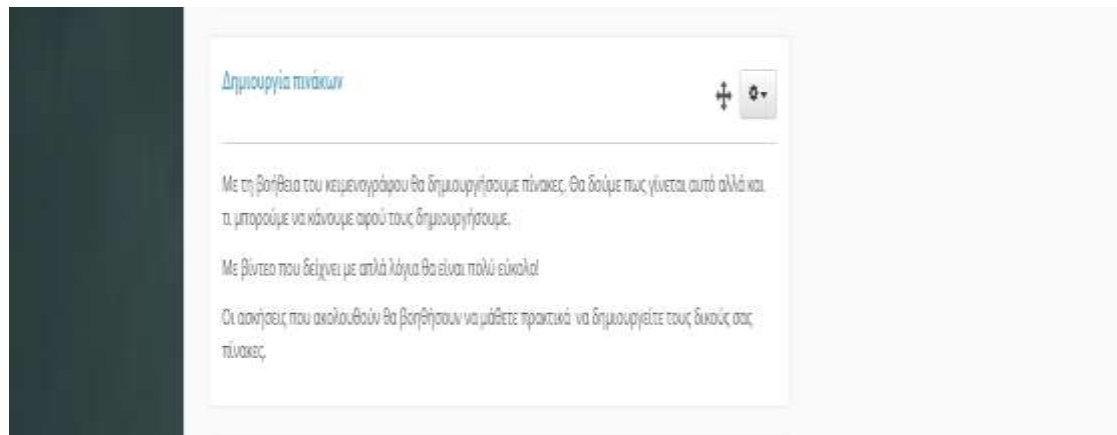 Δημιουργία πινάκων
Με τη βοήθεια του κειμενογράφου θα δημιουργήσουμε πίνακες. Θα δούμε πως γίνεται αυτό αλλά και
τι μπορούμε να κάνουμε αφού τους δημιουργήσουμε.
Με βίντεο που δείχνει με απλά λόγια θα είναι πολύ εύκολο!
Οι ασκήσεις που ακολουθούν θα βοηθήσουν να μάθετε πρακτικά να δημιουργείτε τους δικούς σας
πίνακες.